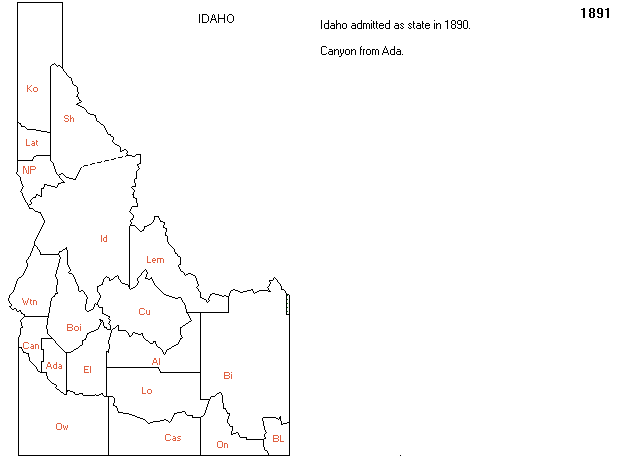 1891
IDAHO
Idaho admitted as state in 1890.
Canyon from Ada.
Ko
Sh
Lat
NP
Id
Lem
Wtn
Cu
Boi
Can
Al
Ada
El
Bi
Lo
Ow
Cas
On
BL